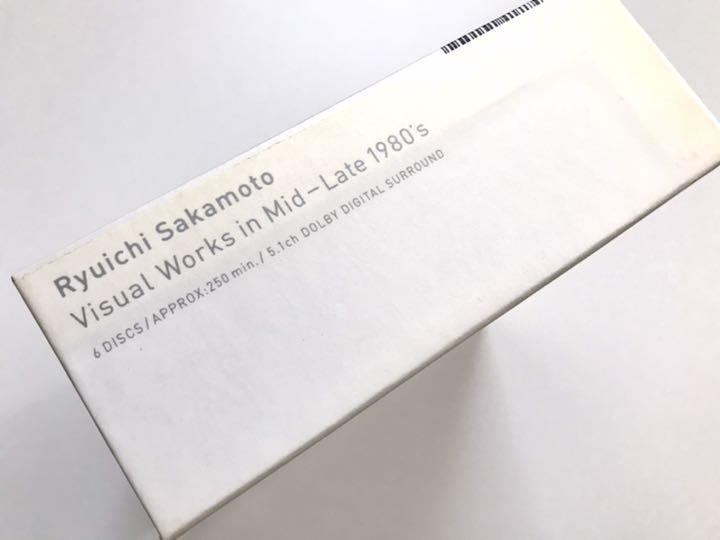 Ryuichi Sakamoto
Visual Works in Mid–Late 1980's
6 DISCS/APPROX:250 min./ 5.1ch DOLBY DIGITAL SURROUND